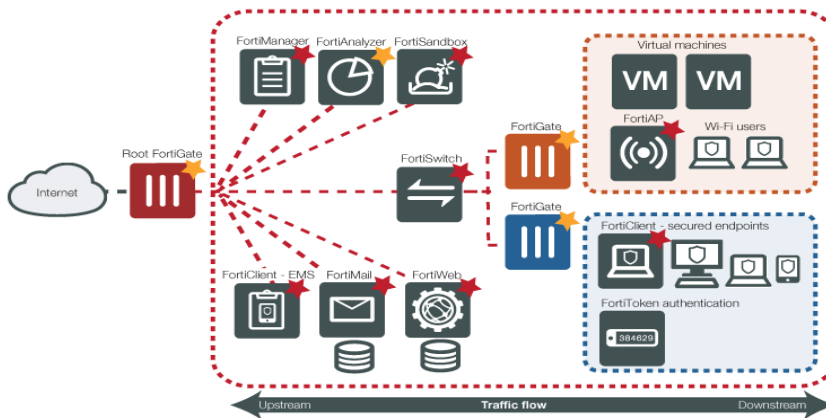 FortiManager
FortiAnalyzer
FortiSandbox
Virtual machines
VM
VM
FortiAP
Wi-Fi users
Root FortiGate
Internet
FortiSwitch
FortiGate
FortiGate
FortiClient - secured endpoints
FortiToken authentication
384629
FortiClient - EMS
FortiMail
FortiWeb
Upstream
Traffic flow
Downstream